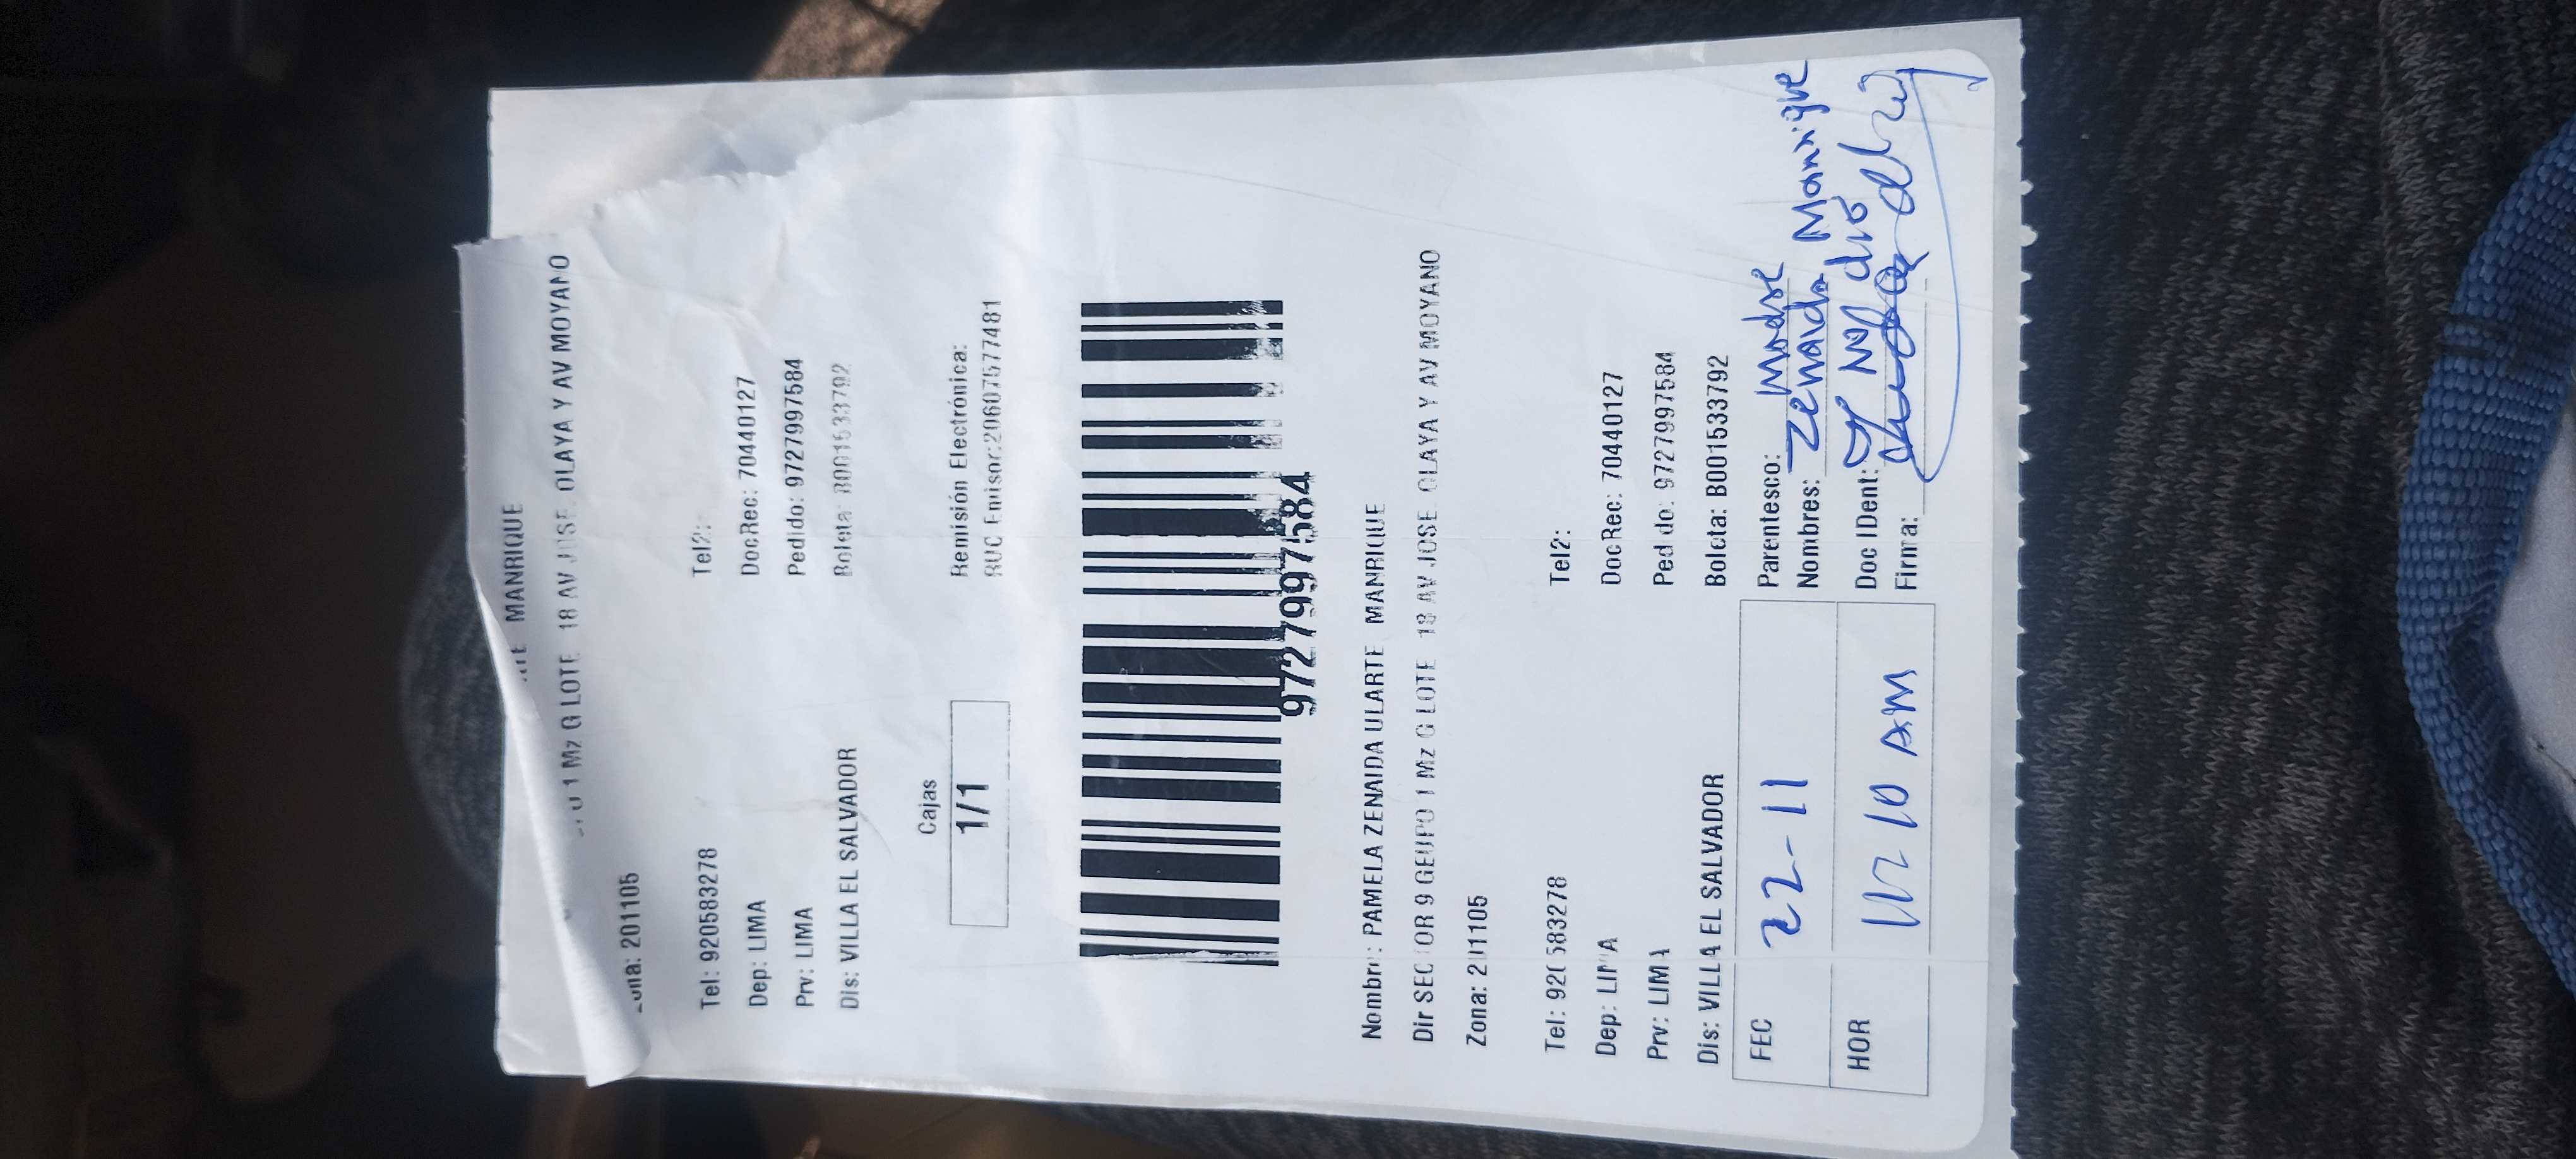 MANRIQUE
1 Mz G LOTE 18 AV JOSE OLAYA Y AV MOYANO
Zona: 201105
Tel: 920583278 Tel2:
Dep: LIMA DocRec: 70440127
Prv: LIMA Pedido: 9727997584
Dis: VILLA EL SALVADOR Boleta: B001533792
Cajas
1/1
Remisión Electrónica:
RUC Emisor:20607577481
9727997584
Nombre: PAMELA ZENAIDA ULARTE MANRIQUE
Dir SECTOR 9 GEUPO 1 Mz G LOTE 18 AV JOSE OLAYA Y AV MOYANO
Zona: 201105
Tel: 920583278 Tel2:
Dep: LIMA DocRec: 70440127
Prv: LIMA Pedido: 9727997584
Dis: VILLA EL SALVADOR Boleta: B001533792
FEC 22-11 Parentesco: Madre
Nombres: Zenaida Manrique
HOR 10 AM Doc IDent: No dio
Firma: